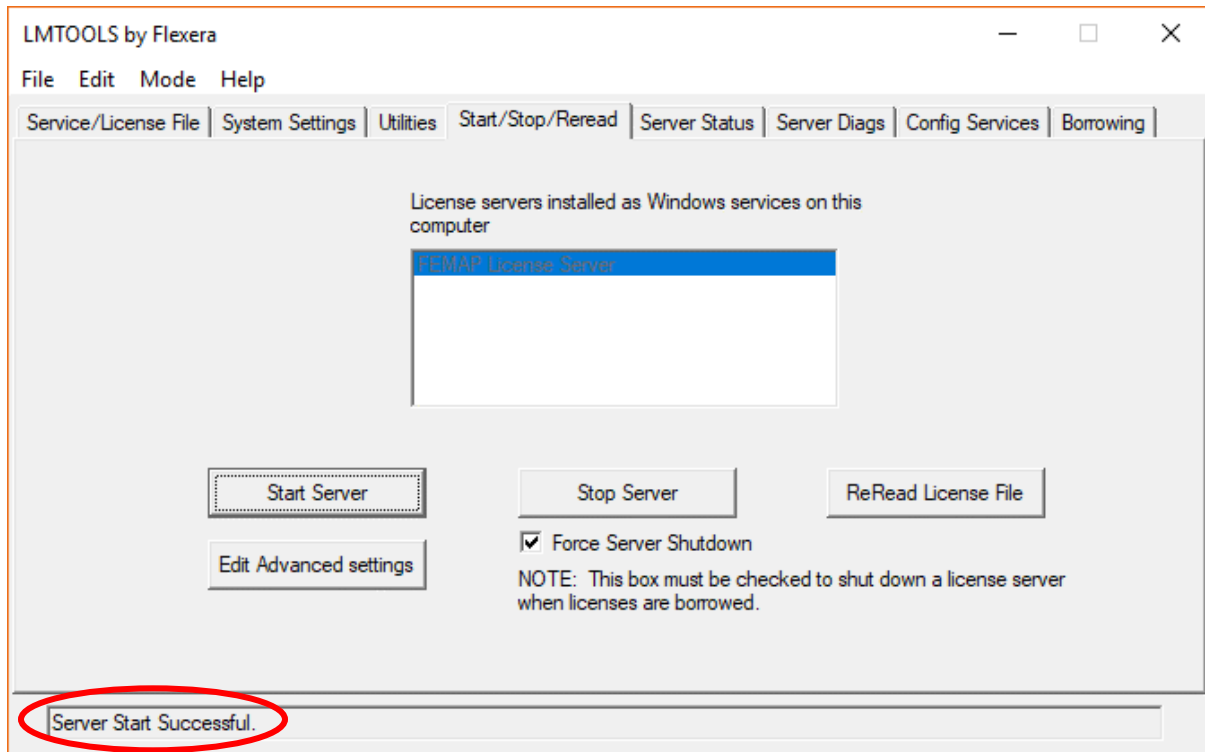 LMTOOLS by Flexera
File Edit Mode Help
Service/License File System Settings Utilities Start/Stop/Reread Server Status Server Diags Config Services Borrowing
License servers installed as Windows services on this
computer
FEMAP License Server
Start Server Stop Server ReRead License File
Edit Advanced settings
Force Server Shutdown
NOTE: This box must be checked to shut down a license server
when licenses are borrowed.
Server Start Successful.